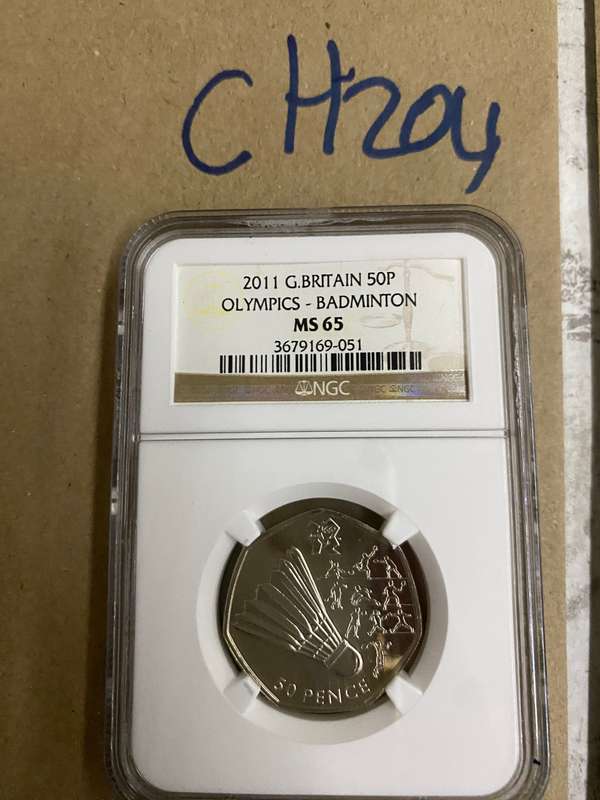 CH204
2011 G.BRITAIN 50P
OLYMPICS - BADMINTON
MS 65
3679169-051
NGC
50 PENCE